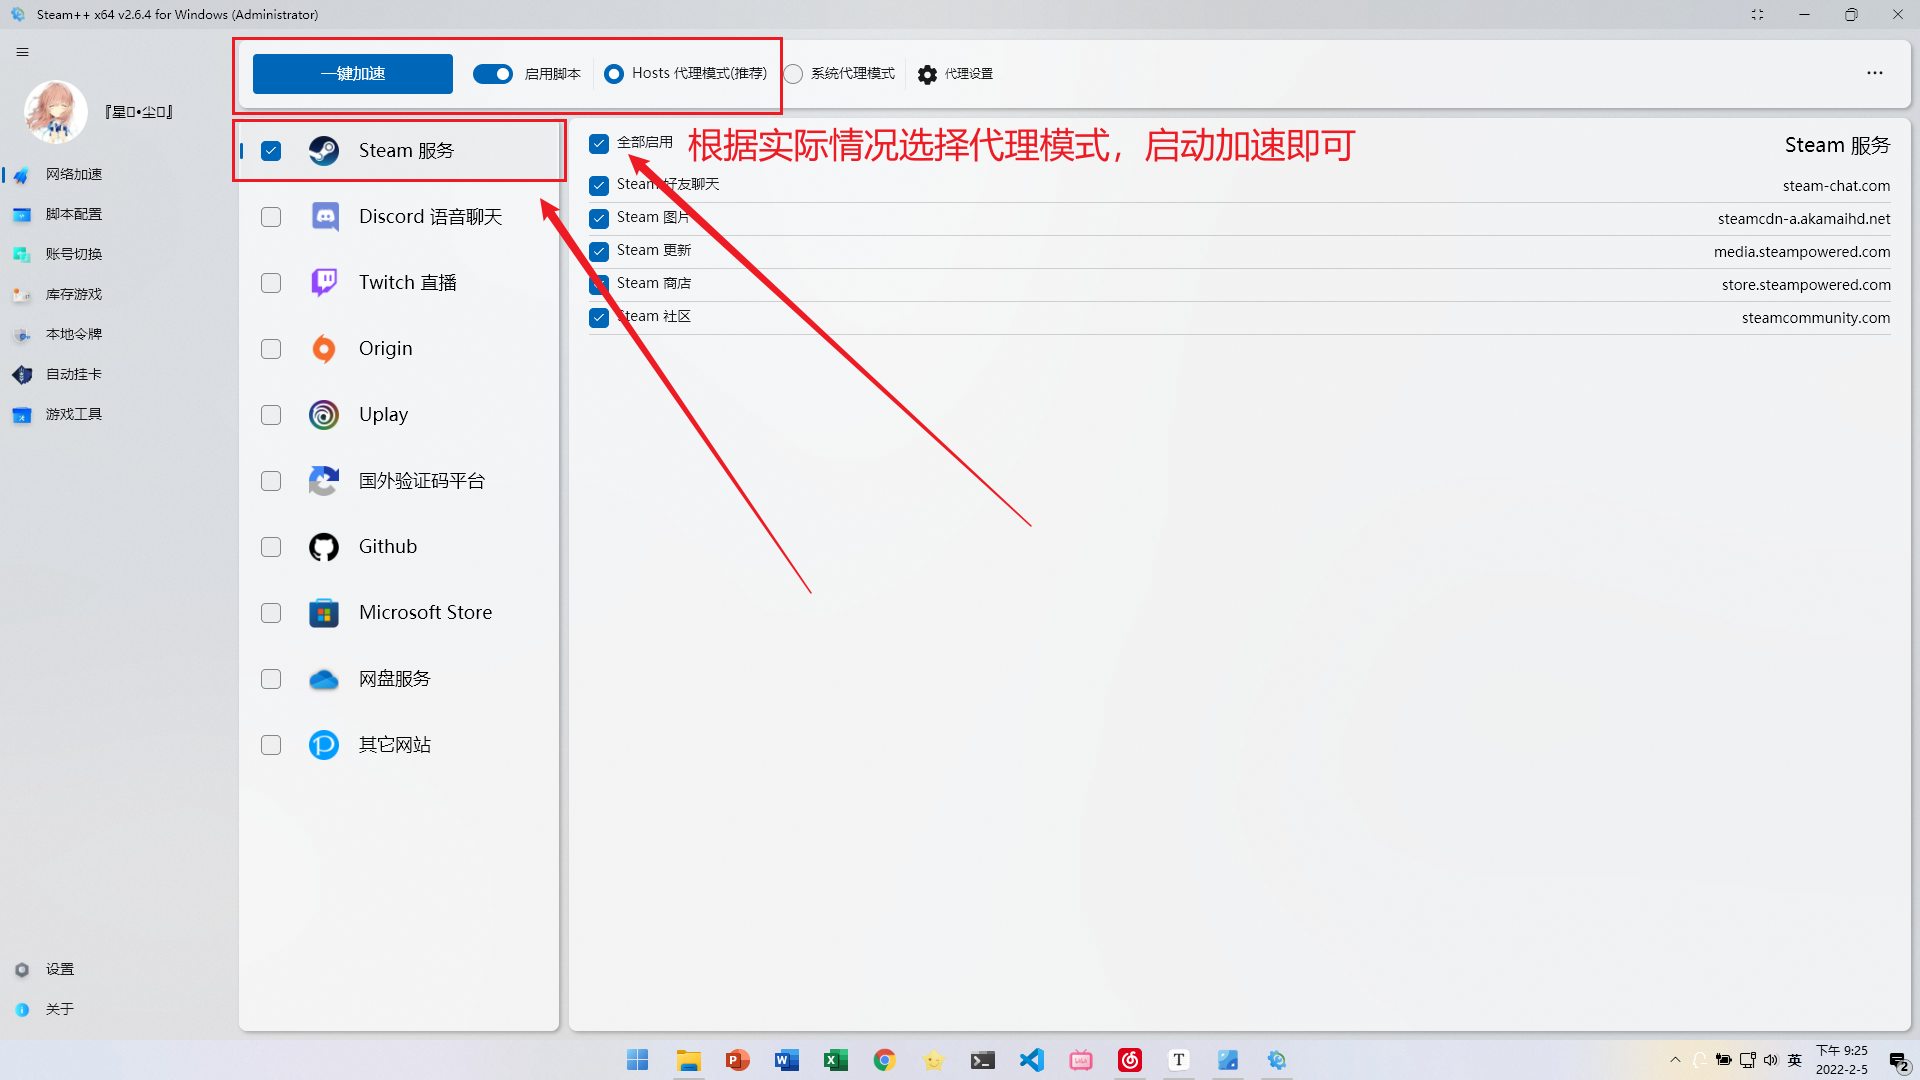 Steam++ x64 v2.6.4 for Windows (Administrator)
一键加速
启用脚本
Hosts 代理模式(推荐)
系统代理模式
代理设置
网络加速
脚本配置
账号切换
库存游戏
本地令牌
自动挂卡
游戏工具
设置
关于
Steam 服务
Discord 语音聊天
Twitch 直播
Origin
Uplay
国外验证码平台
Github
Microsoft Store
网盘服务
其它网站
全部启用
根据实际情况选择代理模式，启动加速即可
Steam 服务
Steam 好友聊天
steam-chat.com
Steam 图片
steamcdn-a.akamaihd.net
Steam 更新
media.steampowered.com
Steam 商店
store.steampowered.com
Steam 社区
steamcommunity.com
英
下午 9:25
2022-2-5
2